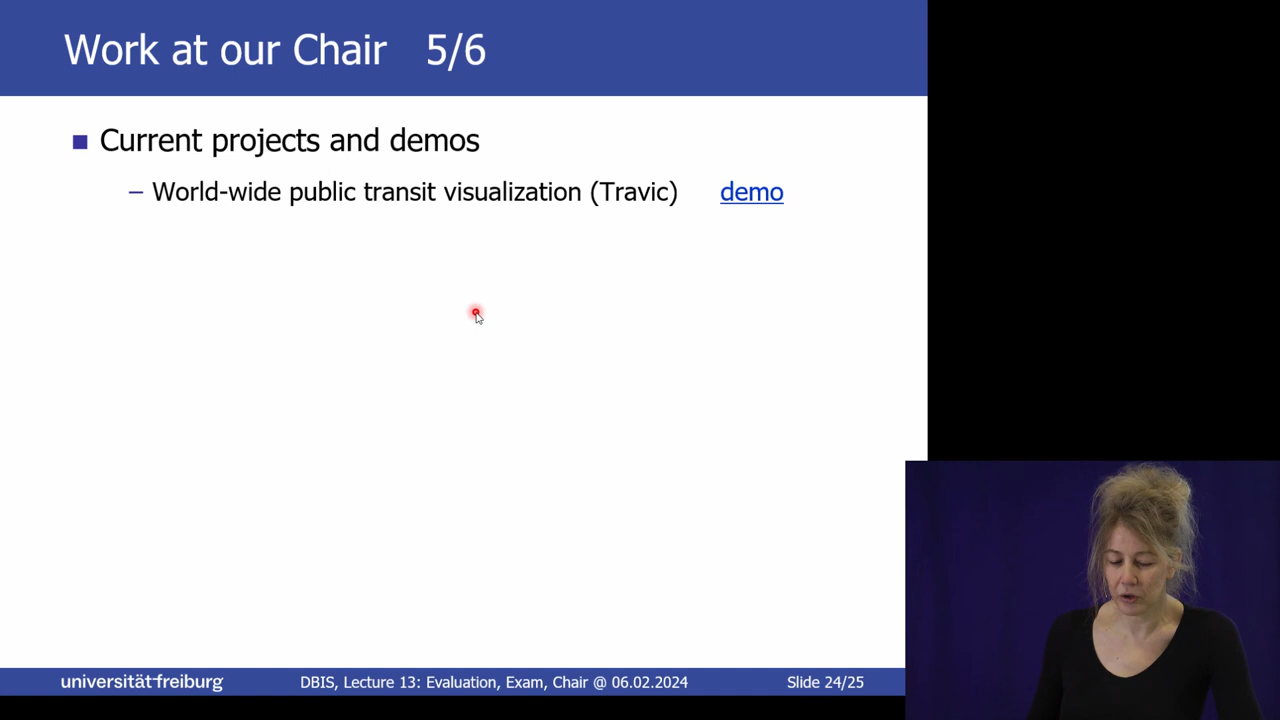 Work at our Chair 5/6
■ Current projects and demos
– World-wide public transit visualization (Travic) demo
universität freiburg DBIS, Lecture 13: Evaluation, Exam, Chair @ 06.02.2024 Slide 24/25